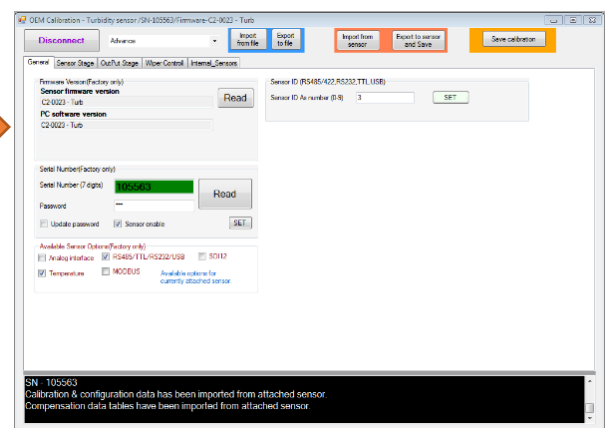 OEM Calibration - Turbidity sensor /SN-105563/Firmware-C2-0023 - Turb
Disconnect
Advance
Import from file
Export to file
Import from sensor
Export to sensor and Save
Save calibration
General Sensor Stage OutPut Stage Wiper Control Internal_Sensors
Firmware Version(Factory only)
Sensor firmware version
C2-0023 - Turb
Read
PC software version
C2-0023 - Turb
Sensor ID (RS485/422,RS232,TTL,USB)
Sensor ID As number (0-9) 3 SET
Serial Number(Factory only)
Serial Number (7 digits) 105563
Read
Password ***
Update password Sensor enable SET
Available Sensor Options(Factory only)
Analog interface RS485/TTL/RS232/USB SDI12
Temperature MODBUS Available options for
currently attached sensor
SN - 105563
Calibration & configuration data has been imported from attached sensor.
Compensation data tables have been imported from attached sensor.